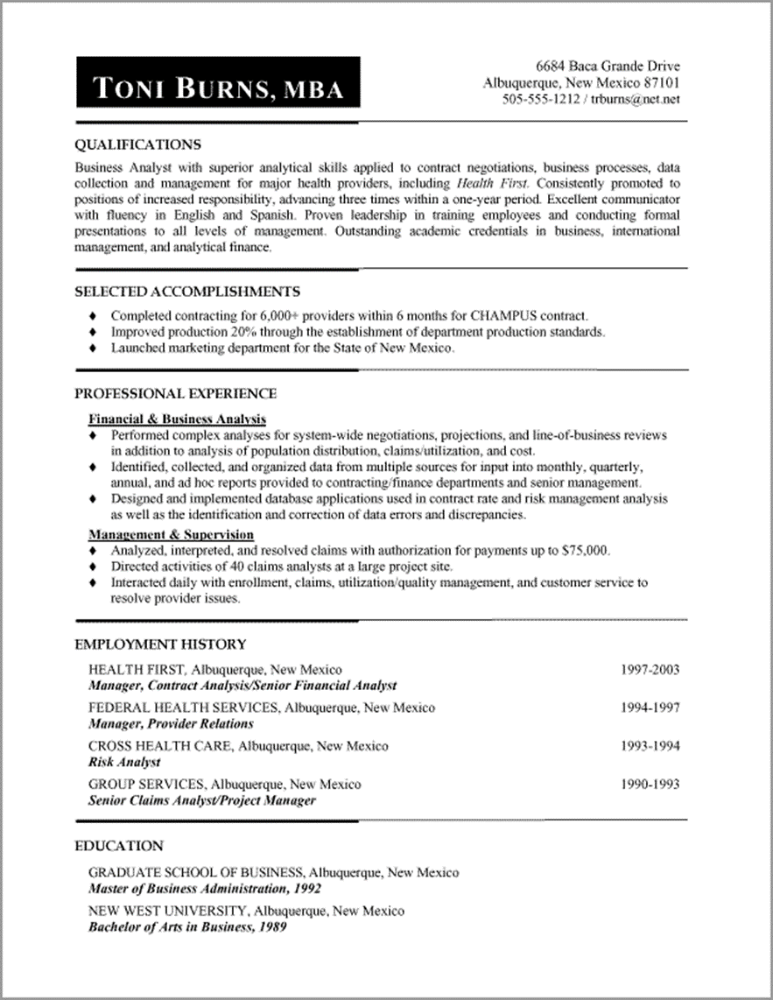 TONI BURNS, MBA
6684 Baca Grande Drive
Albuquerque, New Mexico 87101
505-555-1212 / trburns@net.net
QUALIFICATIONS
Business Analyst with superior analytical skills applied to contract negotiations, business processes, data
collection and management for major health providers, including Health First. Consistently promoted to
positions of increased responsibility, advancing three times within a one-year period. Excellent communicator
with fluency in English and Spanish. Proven leadership in training employees and conducting formal
presentations to all levels of management. Outstanding academic credentials in business, international
management, and analytical finance.
SELECTED ACCOMPLISHMENTS
♦ Completed contracting for 6,000+ providers within 6 months for CHAMPUS contract.
♦ Improved production 20% through the establishment of department production standards.
♦ Launched marketing department for the State of New Mexico.
PROFESSIONAL EXPERIENCE
Financial & Business Analysis
♦ Performed complex analyses for system-wide negotiations, projections, and line-of-business reviews
in addition to analysis of population distribution, claims/utilization, and cost.
♦ Identified, collected, and organized data from multiple sources for input into monthly, quarterly,
annual, and ad hoc reports provided to contracting/finance departments and senior management.
♦ Designed and implemented database applications used in contract rate and risk management analysis
as well as the identification and correction of data errors and discrepancies.
Management & Supervision
♦ Analyzed, interpreted, and resolved claims with authorization for payments up to $75,000.
♦ Directed activities of 40 claims analysts at a large project site.
♦ Interacted daily with enrollment, claims, utilization/quality management, and customer service to
resolve provider issues.
EMPLOYMENT HISTORY
HEALTH FIRST, Albuquerque, New Mexico 1997-2003
Manager, Contract Analysis/Senior Financial Analyst
FEDERAL HEALTH SERVICES, Albuquerque, New Mexico 1994-1997
Manager, Provider Relations
CROSS HEALTH CARE, Albuquerque, New Mexico 1993-1994
Risk Analyst
GROUP SERVICES, Albuquerque, New Mexico 1990-1993
Senior Claims Analyst/Project Manager
EDUCATION
GRADUATE SCHOOL OF BUSINESS, Albuquerque, New Mexico
Master of Business Administration, 1992
NEW WEST UNIVERSITY, Albuquerque, New Mexico
Bachelor of Arts in Business, 1989